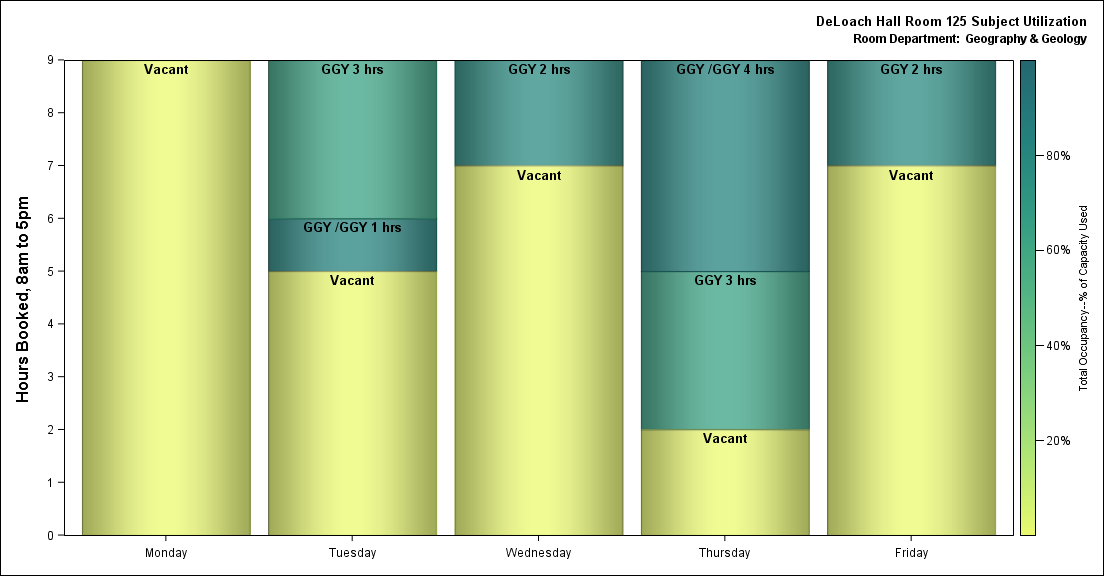 DeLoach Hall Room 125 Subject Utilization
Room Department: Geography & Geology
Hours Booked, 8am to 5pm
9
8
7
6
5
4
3
2
1
0
Vacant
GGY 3 hrs
GGY /GGY 1 hrs
Vacant
GGY 2 hrs
Vacant
GGY /GGY 4 hrs
GGY 3 hrs
Vacant
GGY 2 hrs
Vacant
Monday
Tuesday
Wednesday
Thursday
Friday
80%
60%
40%
20%
Total Occupancy--% of Capacity Used